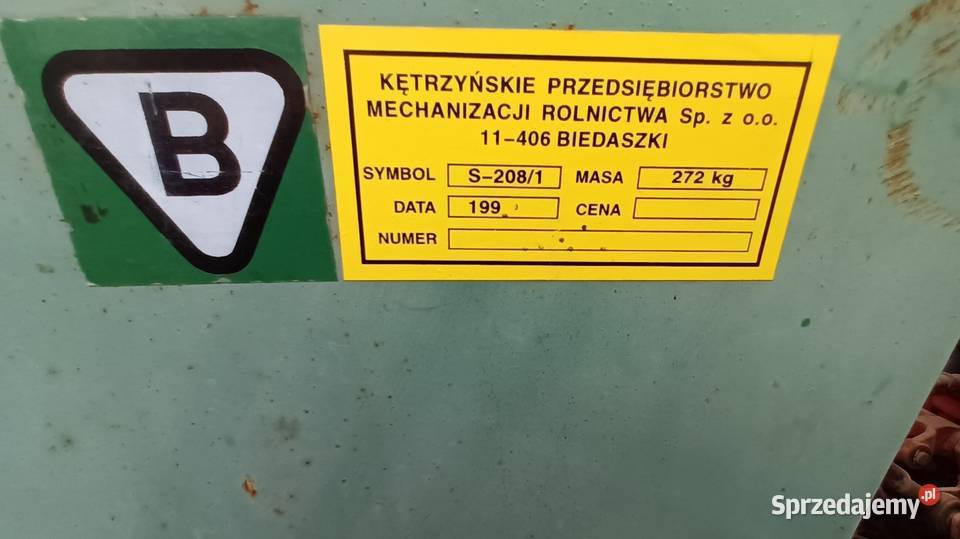 B
KĘTRZYŃSKIE PRZEDSIĘBIORSTWO
MECHANIZACJI ROLNICTWA Sp. z o.o.
11-406 BIEDASZKI
SYMBOL S-208/1 MASA 272 kg
DATA 199 CENA
NUMER
Sprzedajemy.pl